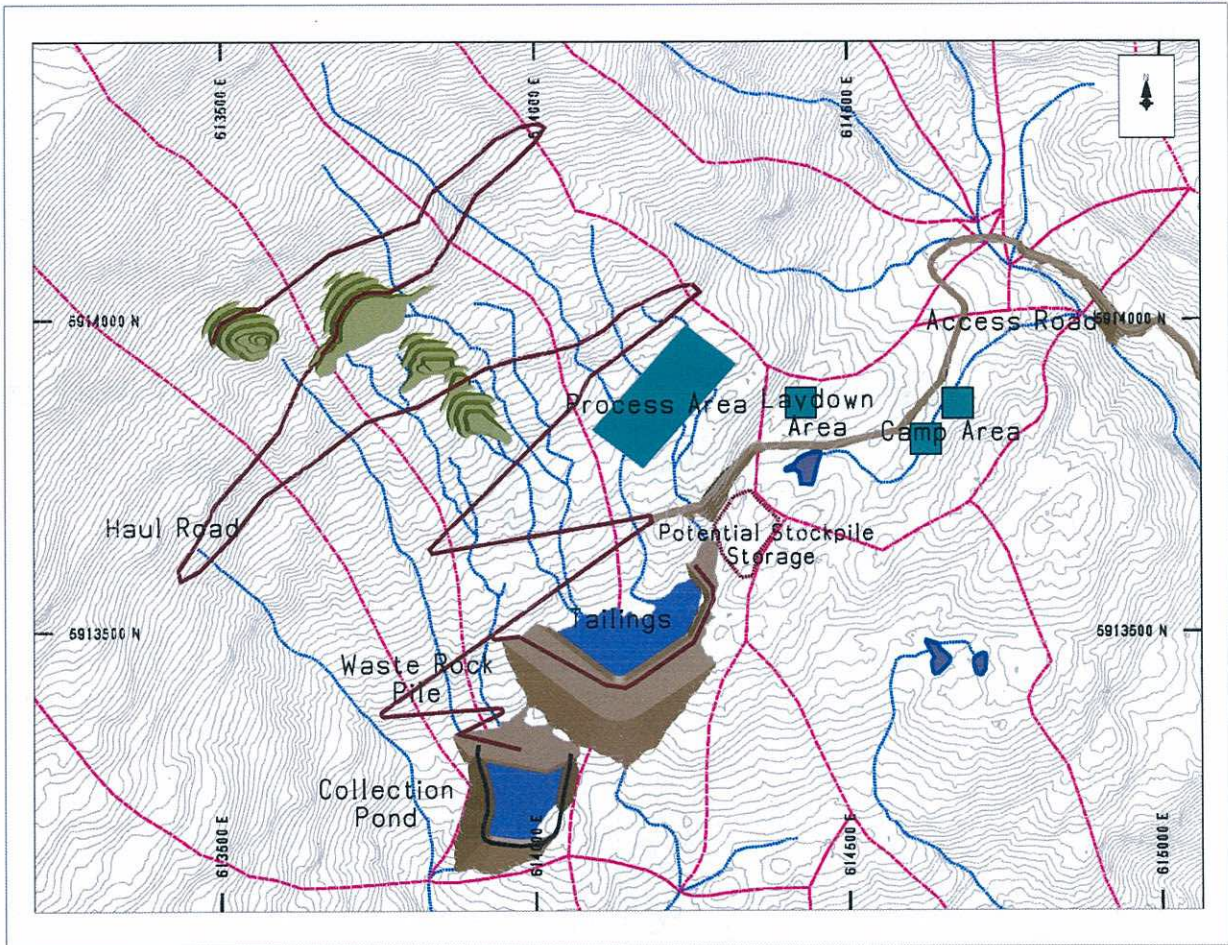 N
613500 E
614000 E
614500 E
5914000 N
Access Road
5914000 N
Process Area
Laydown
Area
Camp Area
Haul Road
Potential Stockpile
Storage
5913500 N
Tailings
5913500 N
Waste Rock
Pile
Collection
Pond
613500 E
614000 E
614500 E
615000 E